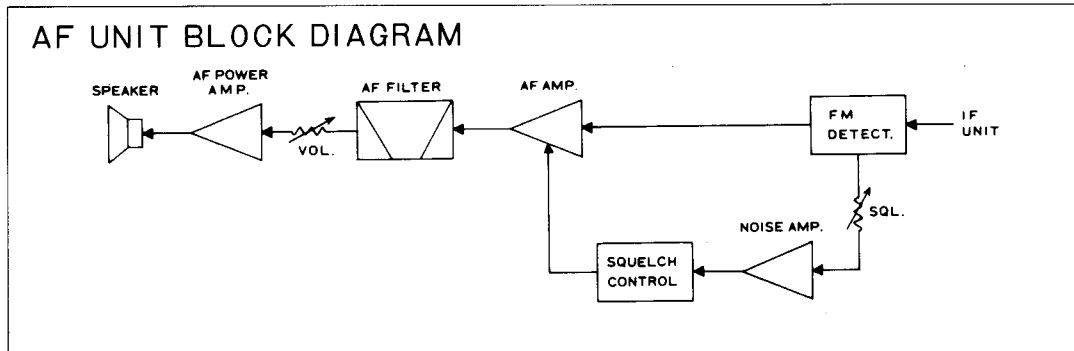 AF UNIT BLOCK DIAGRAM
SPEAKER
AF POWER
AMP.
AF FILTER
AF AMP.
VOL.
FM
DETECT.
IF
UNIT
SQL.
NOISE AMP.
SQUELCH
CONTROL